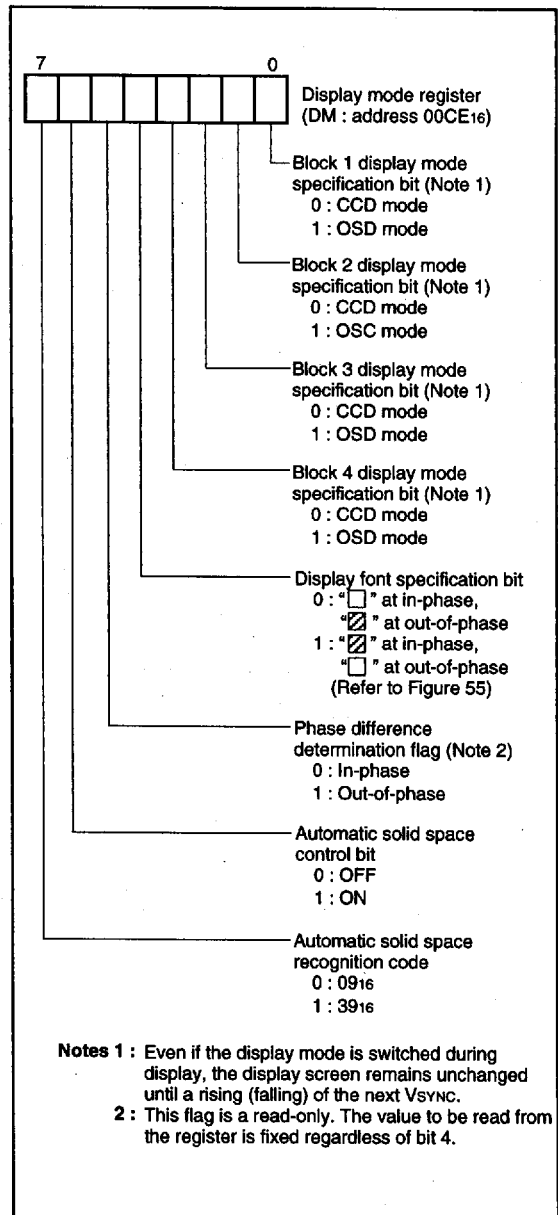 7 0
Display mode register
(DM : address 00CE16)
Block 1 display mode
specification bit (Note 1)
0 : CCD mode
1 : OSD mode
Block 2 display mode
specification bit (Note 1)
0 : CCD mode
1 : OSC mode
Block 3 display mode
specification bit (Note 1)
0 : CCD mode
1 : OSD mode
Block 4 display mode
specification bit (Note 1)
0 : CCD mode
1 : OSD mode
Display font specification bit
0 : “□ ” at in-phase,
“▨ ” at out-of-phase
1 : “▨ ” at in-phase,
“□ ” at out-of-phase
(Refer to Figure 55)
Phase difference
determination flag (Note 2)
0 : In-phase
1 : Out-of-phase
Automatic solid space
control bit
0 : OFF
1 : ON
Automatic solid space
recognition code
0 : 0916
1 : 3916
Notes 1 : Even if the display mode is switched during
display, the display screen remains unchanged
until a rising (falling) of the next VSYNC.
2 : This flag is a read-only. The value to be read from
the register is fixed regardless of bit 4.